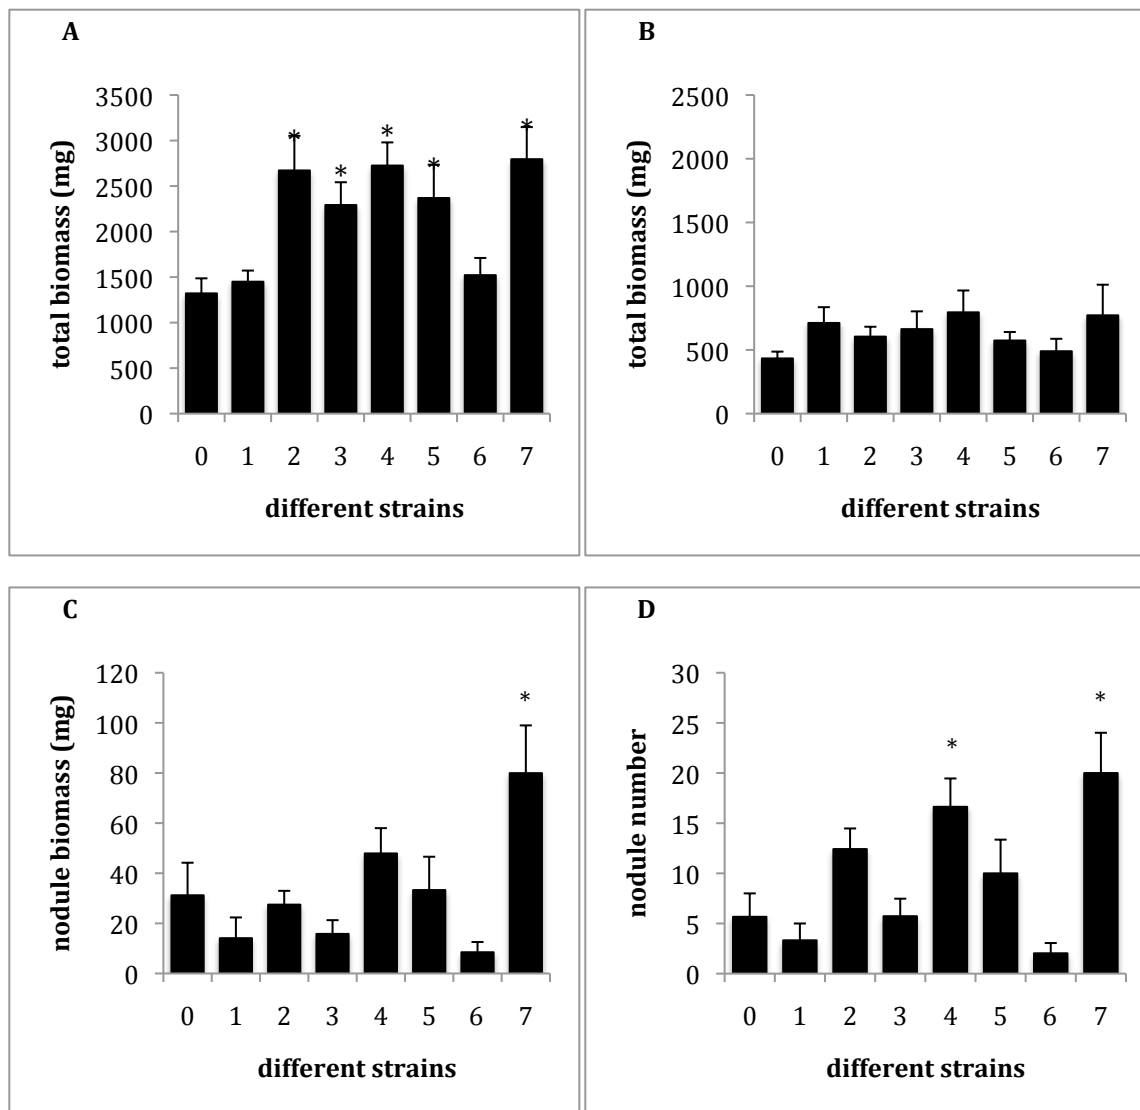 A
total biomass (mg)
3500
3000
2500
2000
1500
1000
500
0
* * * * *
0 1 2 3 4 5 6 7
different strains
B
total biomass (mg)
2500
2000
1500
1000
500
0
0 1 2 3 4 5 6 7
different strains
C
nodule biomass (mg)
120
100
80
60
40
20
0
*
0 1 2 3 4 5 6 7
different strains
D
nodule number
30
25
20
15
10
5
0
* *
0 1 2 3 4 5 6 7
different strains